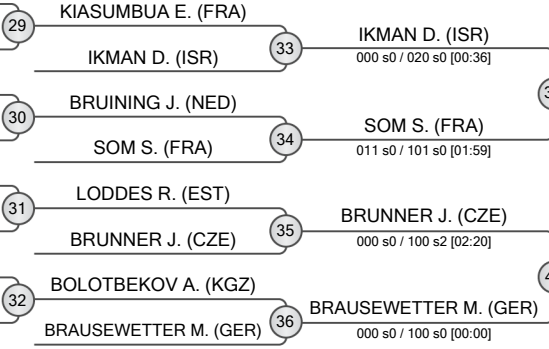 29
KIASUMBUA E. (FRA)
IKMAN D. (ISR)
33
IKMAN D. (ISR)
000 s0 / 020 s0 [00:36]
30
BRUINING J. (NED)
SOM S. (FRA)
34
SOM S. (FRA)
011 s0 / 101 s0 [01:59]
31
LODDES R. (EST)
BRUNNER J. (CZE)
35
BRUNNER J. (CZE)
000 s0 / 100 s2 [02:20]
32
BOLOTBEKOV A. (KGZ)
BRAUSEWETTER M. (GER)
36
BRAUSEWETTER M. (GER)
000 s0 / 100 s0 [00:00]